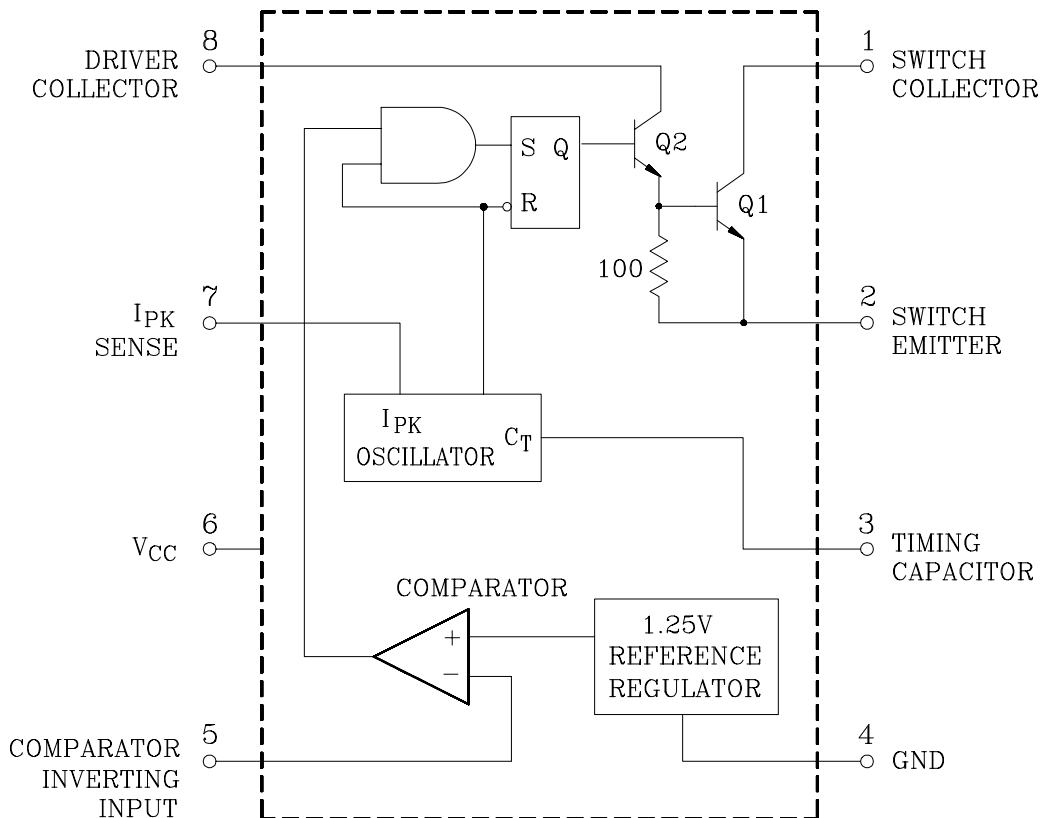 8
DRIVER
COLLECTOR
1
SWITCH
COLLECTOR
S Q
R
Q2
Q1
100
7
IPK
SENSE
2
SWITCH
EMITTER
IPK
OSCILLATOR
CT
6
VCC
3
TIMING
CAPACITOR
COMPARATOR
+
−
1.25V
REFERENCE
REGULATOR
5
COMPARATOR
INVERTING
INPUT
4
GND